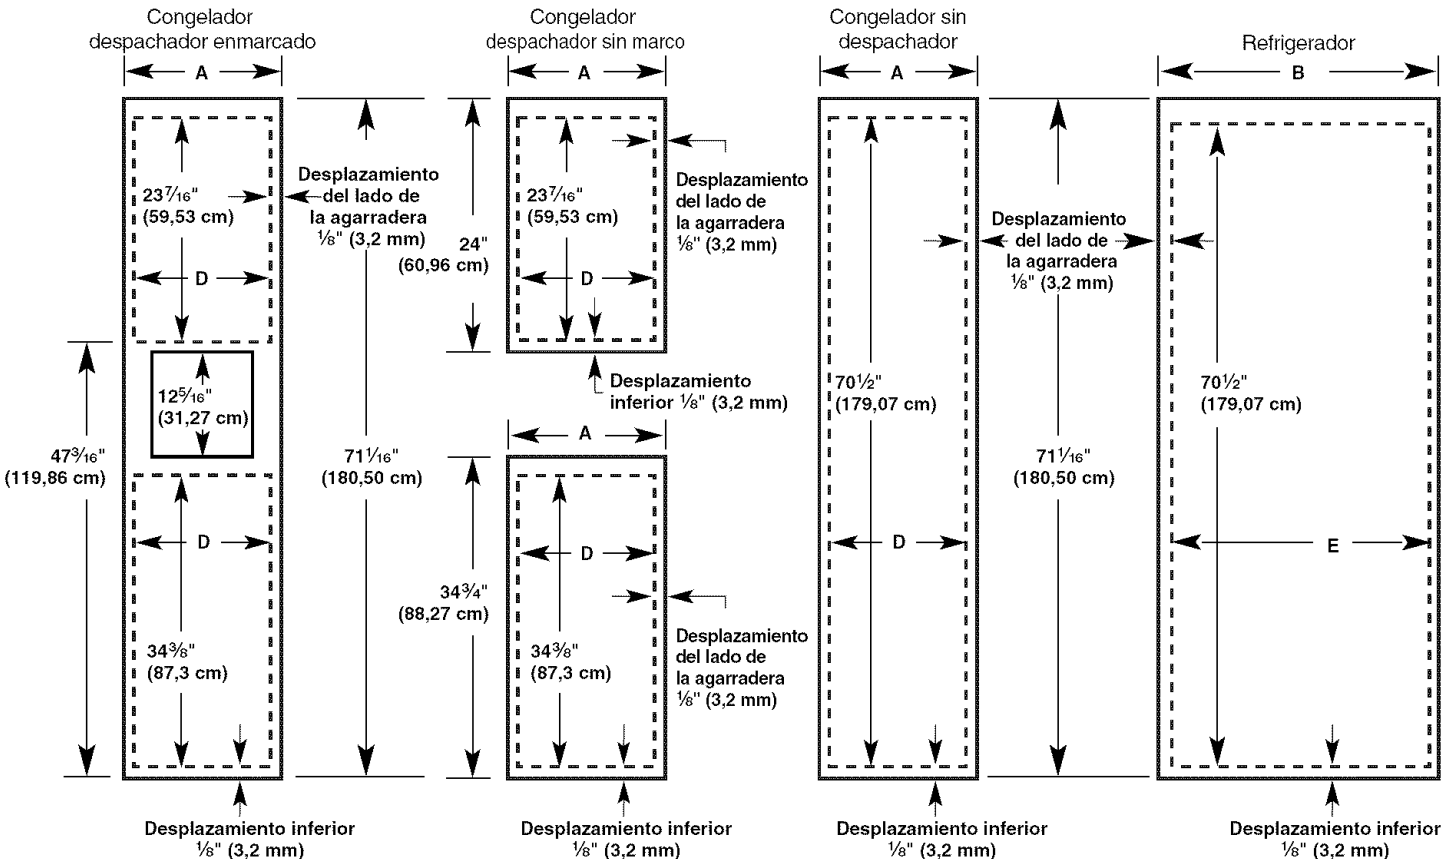 Congelador
despachador enmarcado
A
23⁷⁄₁₆"
(59,53 cm)
Desplazamiento
del lado de
la agarradera
⅛" (3,2 mm)
D
12⁵⁄₁₆"
(31,27 cm)
47³⁄₁₆"
(119,86 cm)
71¹⁄₁₆"
(180,50 cm)
D
34⅜"
(87,3 cm)
Desplazamiento inferior
⅛" (3,2 mm)
Congelador
despachador sin marco
A
23⁷⁄₁₆"
(59,53 cm)
Desplazamiento
del lado de
la agarradera
⅛" (3,2 mm)
24"
(60,96 cm)
D
Desplazamiento
inferior ⅛" (3,2 mm)
A
D
34¾"
(88,27 cm)
34⅜"
(87,3 cm)
Desplazamiento
del lado de
la agarradera
⅛" (3,2 mm)
Desplazamiento inferior
⅛" (3,2 mm)
Congelador sin
despachador
A
Desplazamiento
del lado de
la agarradera
⅛" (3,2 mm)
70½"
(179,07 cm)
71¹⁄₁₆"
(180,50 cm)
D
Desplazamiento inferior
⅛" (3,2 mm)
Refrigerador
B
70½"
(179,07 cm)
E
Desplazamiento inferior
⅛" (3,2 mm)